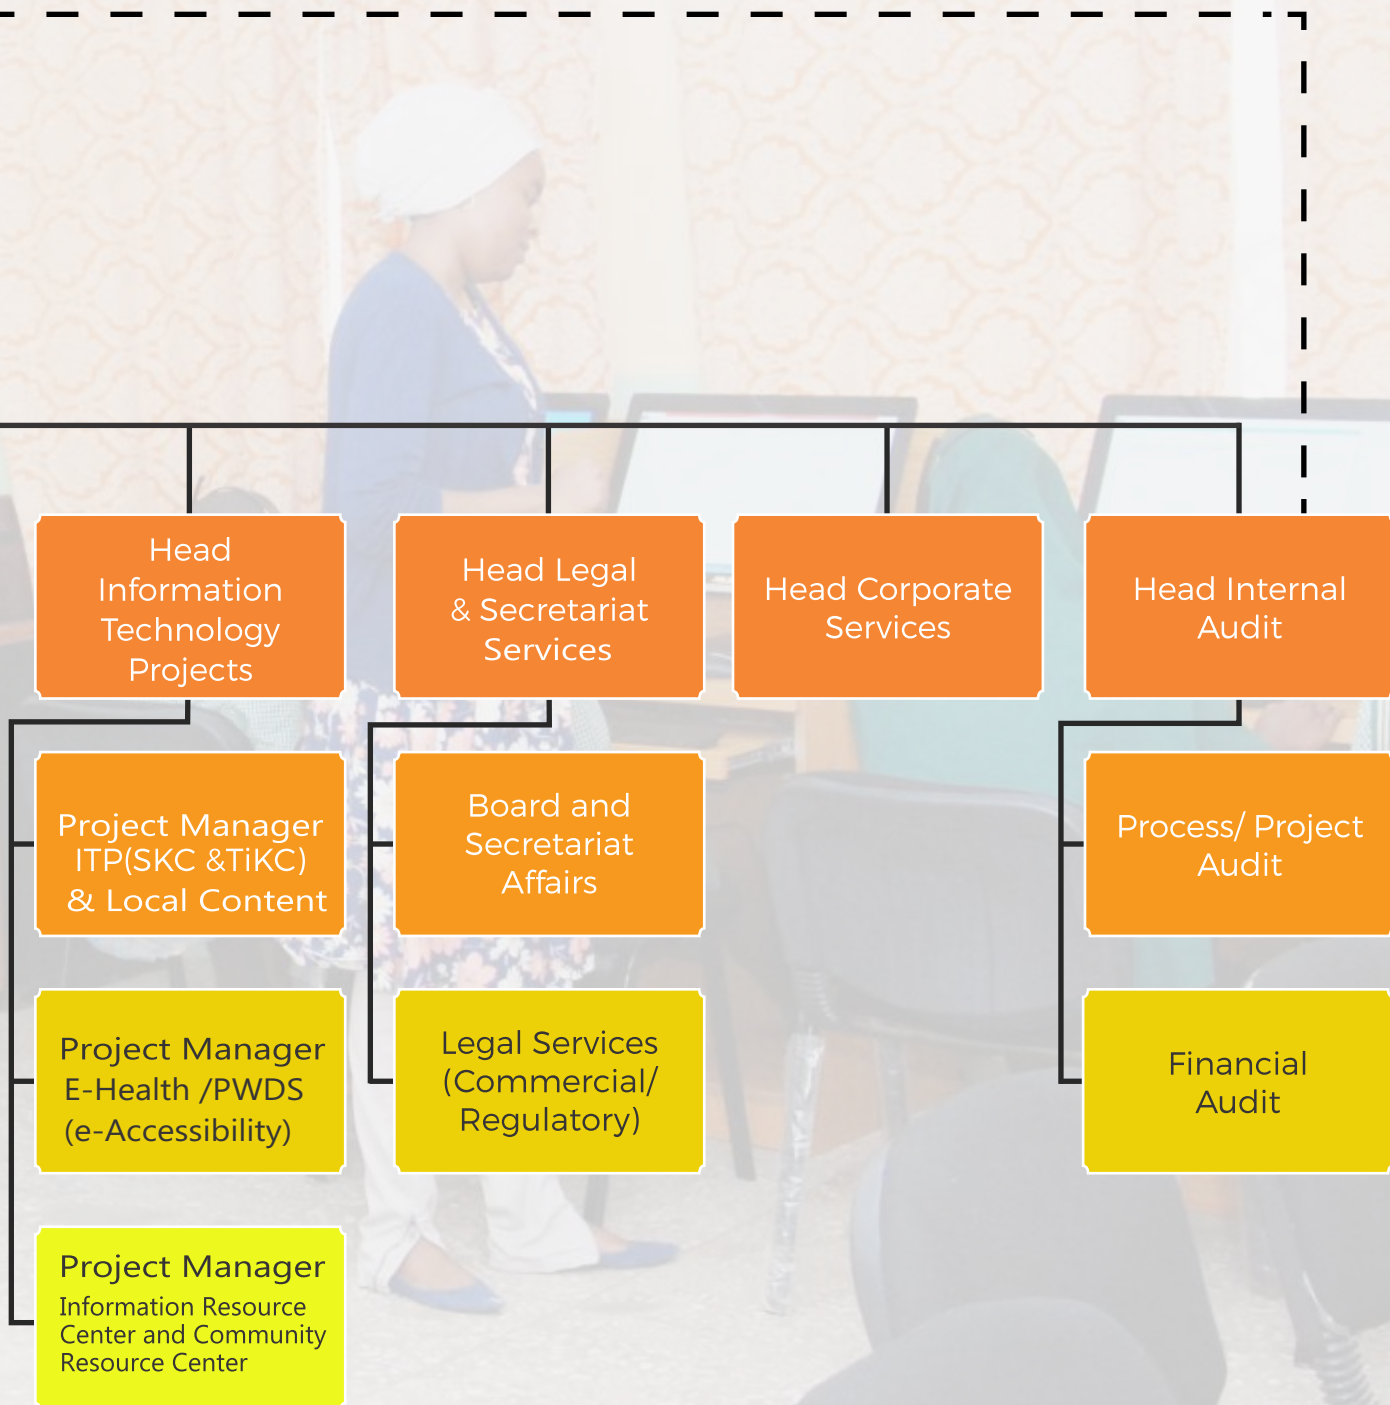 Head
Information
Technology
Projects
Head Legal
& Secretariat
Services
Head Corporate
Services
Head Internal
Audit
Project Manager
ITP(SKC &TiKC)
& Local Content
Board and
Secretariat
Affairs
Process/ Project
Audit
Project Manager
E-Health /PWDS
(e-Accessibility)
Legal Services
(Commercial/
Regulatory)
Financial
Audit
Project Manager
Information Resource
Center and Community
Resource Center